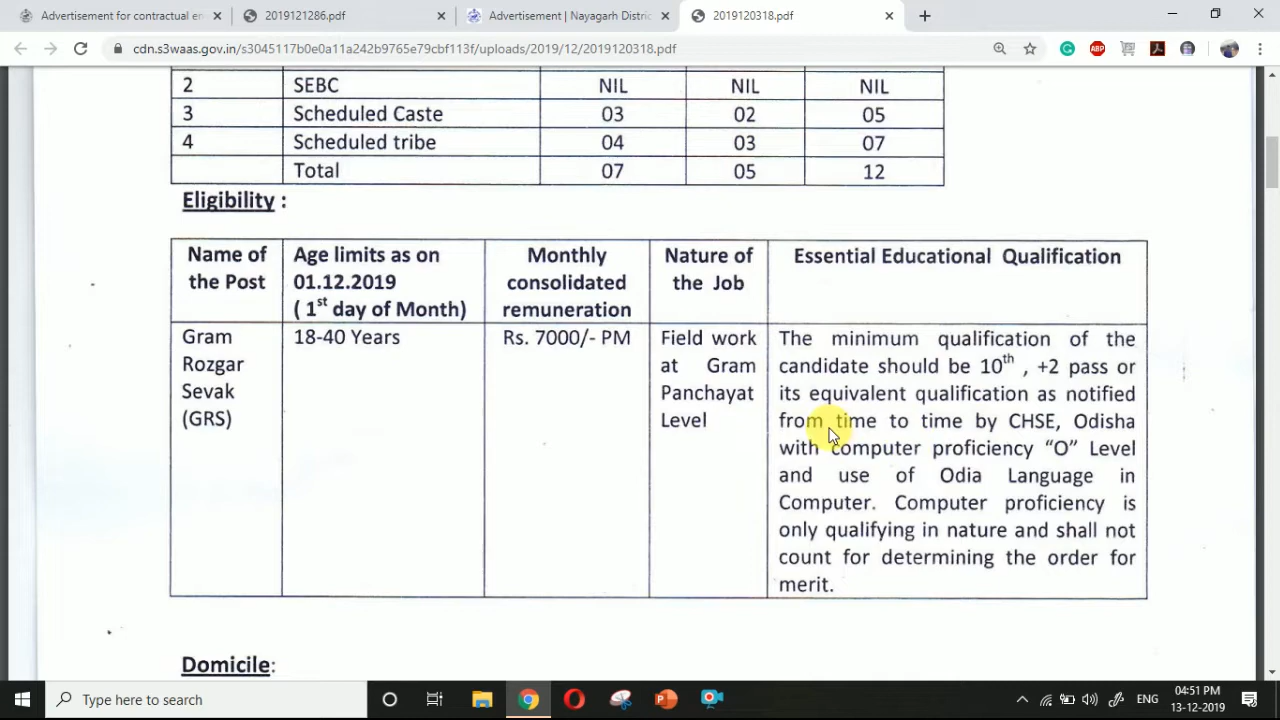 Advertisement for contractual en
2019121286.pdf
Advertisement | Nayagarh Distric
2019120318.pdf
cdn.s3waas.gov.in/s3045117b0e0a11a242b9765e79cbf113f/uploads/2019/12/2019120318.pdf
ABP
2 SEBC NIL NIL NIL
3 Scheduled Caste 03 02 05
4 Scheduled tribe 04 03 07
Total 07 05 12
Eligibility :
Name of the Post
Age limits as on
01.12.2019
( 1st day of Month)
Monthly
consolidated
remuneration
Nature of
the Job
Essential Educational Qualification
Gram
Rozgar
Sevak
(GRS)
18-40 Years
Rs. 7000/- PM
Field work
at Gram
Panchayat
Level
The minimum qualification of the
candidate should be 10th , +2 pass or
its equivalent qualification as notified
from time to time by CHSE, Odisha
with computer proficiency "O" Level
and use of Odia Language in
Computer. Computer proficiency is
only qualifying in nature and shall not
count for determining the order for
merit.
Domicile:
Type here to search
ENG
04:51 PM
13-12-2019